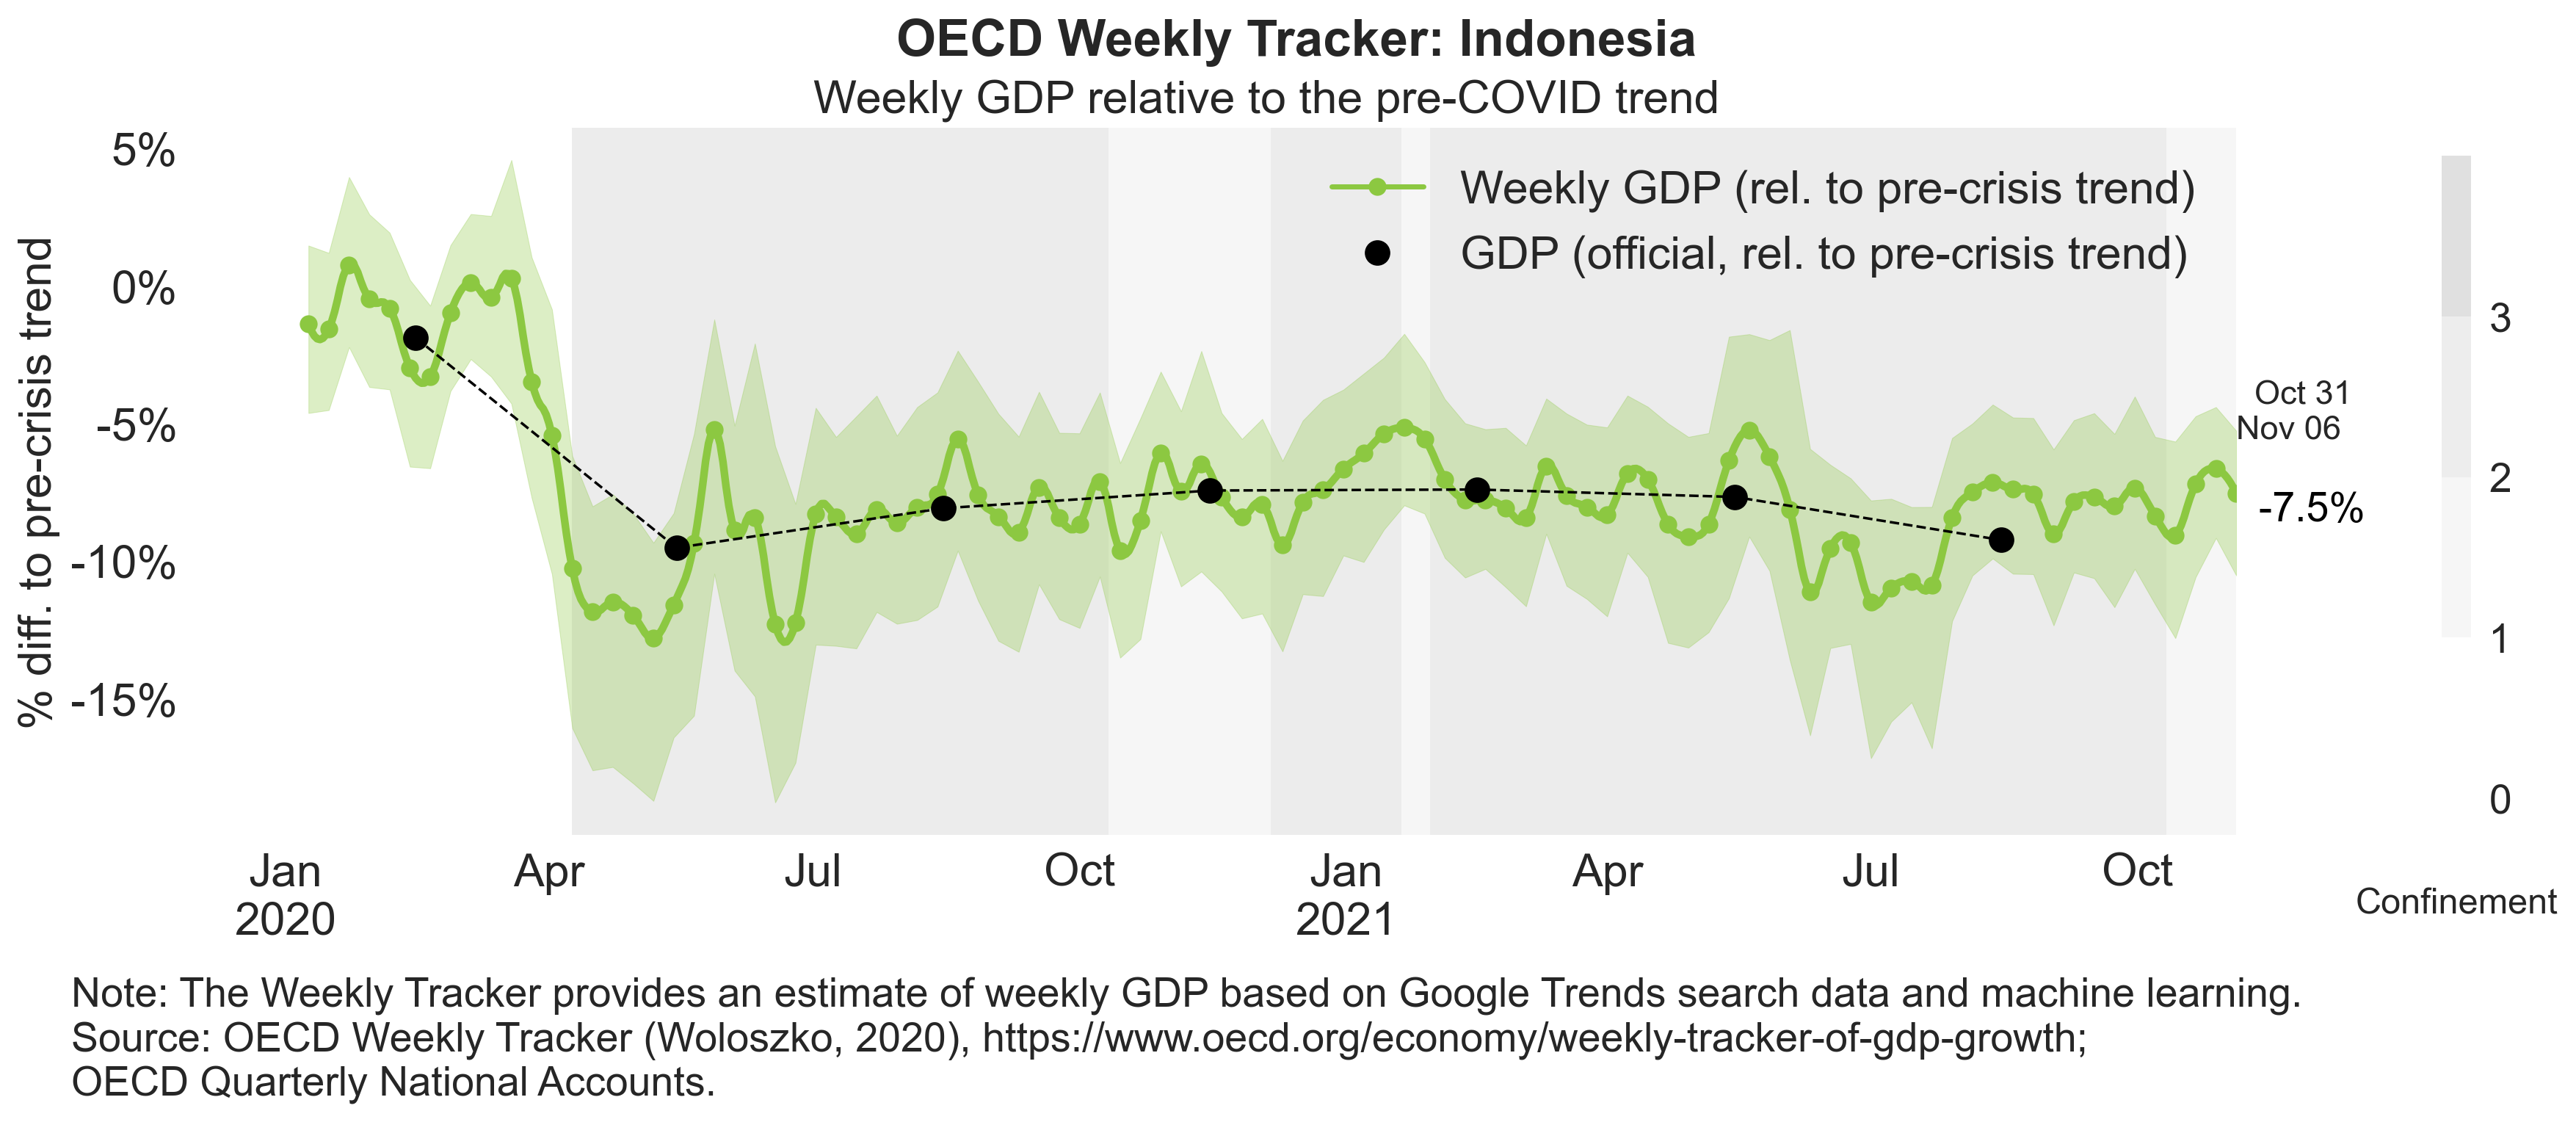 OECD Weekly Tracker: Indonesia
Weekly GDP relative to the pre-COVID trend
% diff. to pre-crisis trend
5%
0%
-5%
-10%
-15%
Weekly GDP (rel. to pre-crisis trend)
GDP (official, rel. to pre-crisis trend)
Oct 31
Nov 06
-7.5%
3
2
1
0
Confinement
Jan Apr Jul Oct Jan Apr Jul Oct
2020 2021
Note: The Weekly Tracker provides an estimate of weekly GDP based on Google Trends search data and machine learning.
Source: OECD Weekly Tracker (Woloszko, 2020), https://www.oecd.org/economy/weekly-tracker-of-gdp-growth;
OECD Quarterly National Accounts.